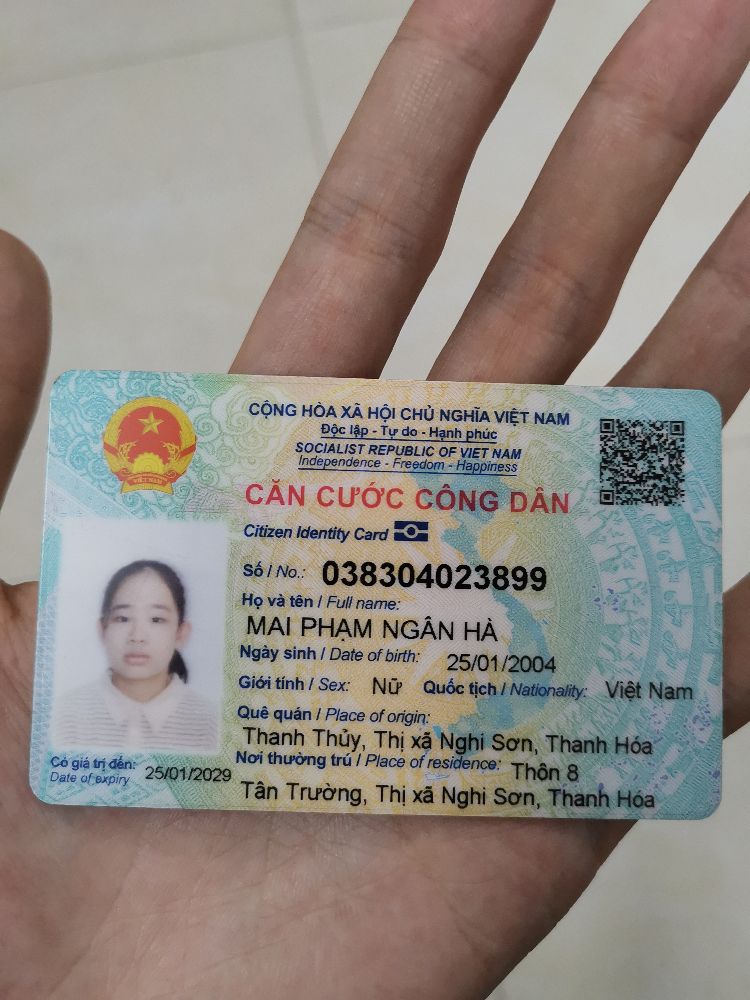 CỘNG HÒA XÃ HỘI CHỦ NGHĨA VIỆT NAM
Độc lập - Tự do - Hạnh phúc
SOCIALIST REPUBLIC OF VIET NAM
Independence - Freedom - Happiness
CĂN CƯỚC CÔNG DÂN
Citizen Identity Card
Số / No.: 038304023899
Họ và tên / Full name:
MAI PHẠM NGÂN HÀ
Ngày sinh / Date of birth: 25/01/2004
Giới tính / Sex: Nữ Quốc tịch / Nationality: Việt Nam
Quê quán / Place of origin:
Thanh Thủy, Thị xã Nghi Sơn, Thanh Hóa
Nơi thường trú / Place of residence: Thôn 8
Tân Trường, Thị xã Nghi Sơn, Thanh Hóa
Có giá trị đến: 25/01/2029
Date of expiry
VIỆT NAM